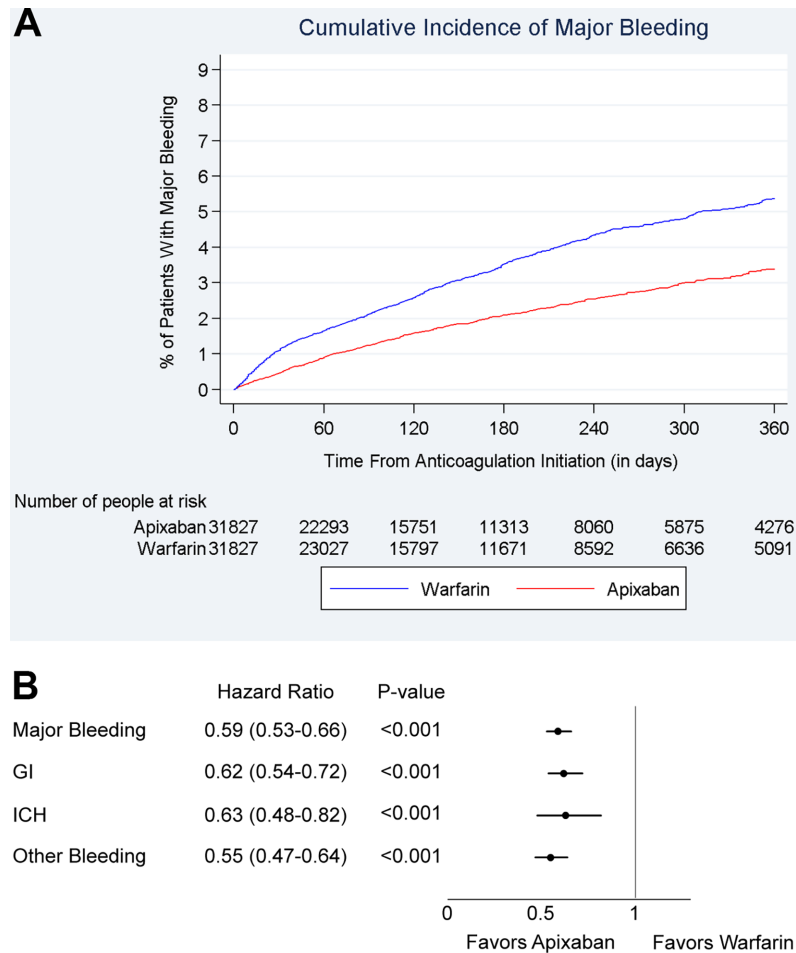 A
Cumulative Incidence of Major Bleeding
% of Patients With Major Bleeding
9
8
7
6
5
4
3
2
1
0
0 60 120 180 240 300 360
Time From Anticoagulation Initiation (in days)
Number of people at risk
Apixaban 31827 22293 15751 11313 8060 5875 4276
Warfarin 31827 23027 15797 11671 8592 6636 5091
Warfarin Apixaban
B
Hazard Ratio P-value
Major Bleeding 0.59 (0.53-0.66) <0.001
GI 0.62 (0.54-0.72) <0.001
ICH 0.63 (0.48-0.82) <0.001
Other Bleeding 0.55 (0.47-0.64) <0.001
0 0.5 1
Favors Apixaban Favors Warfarin